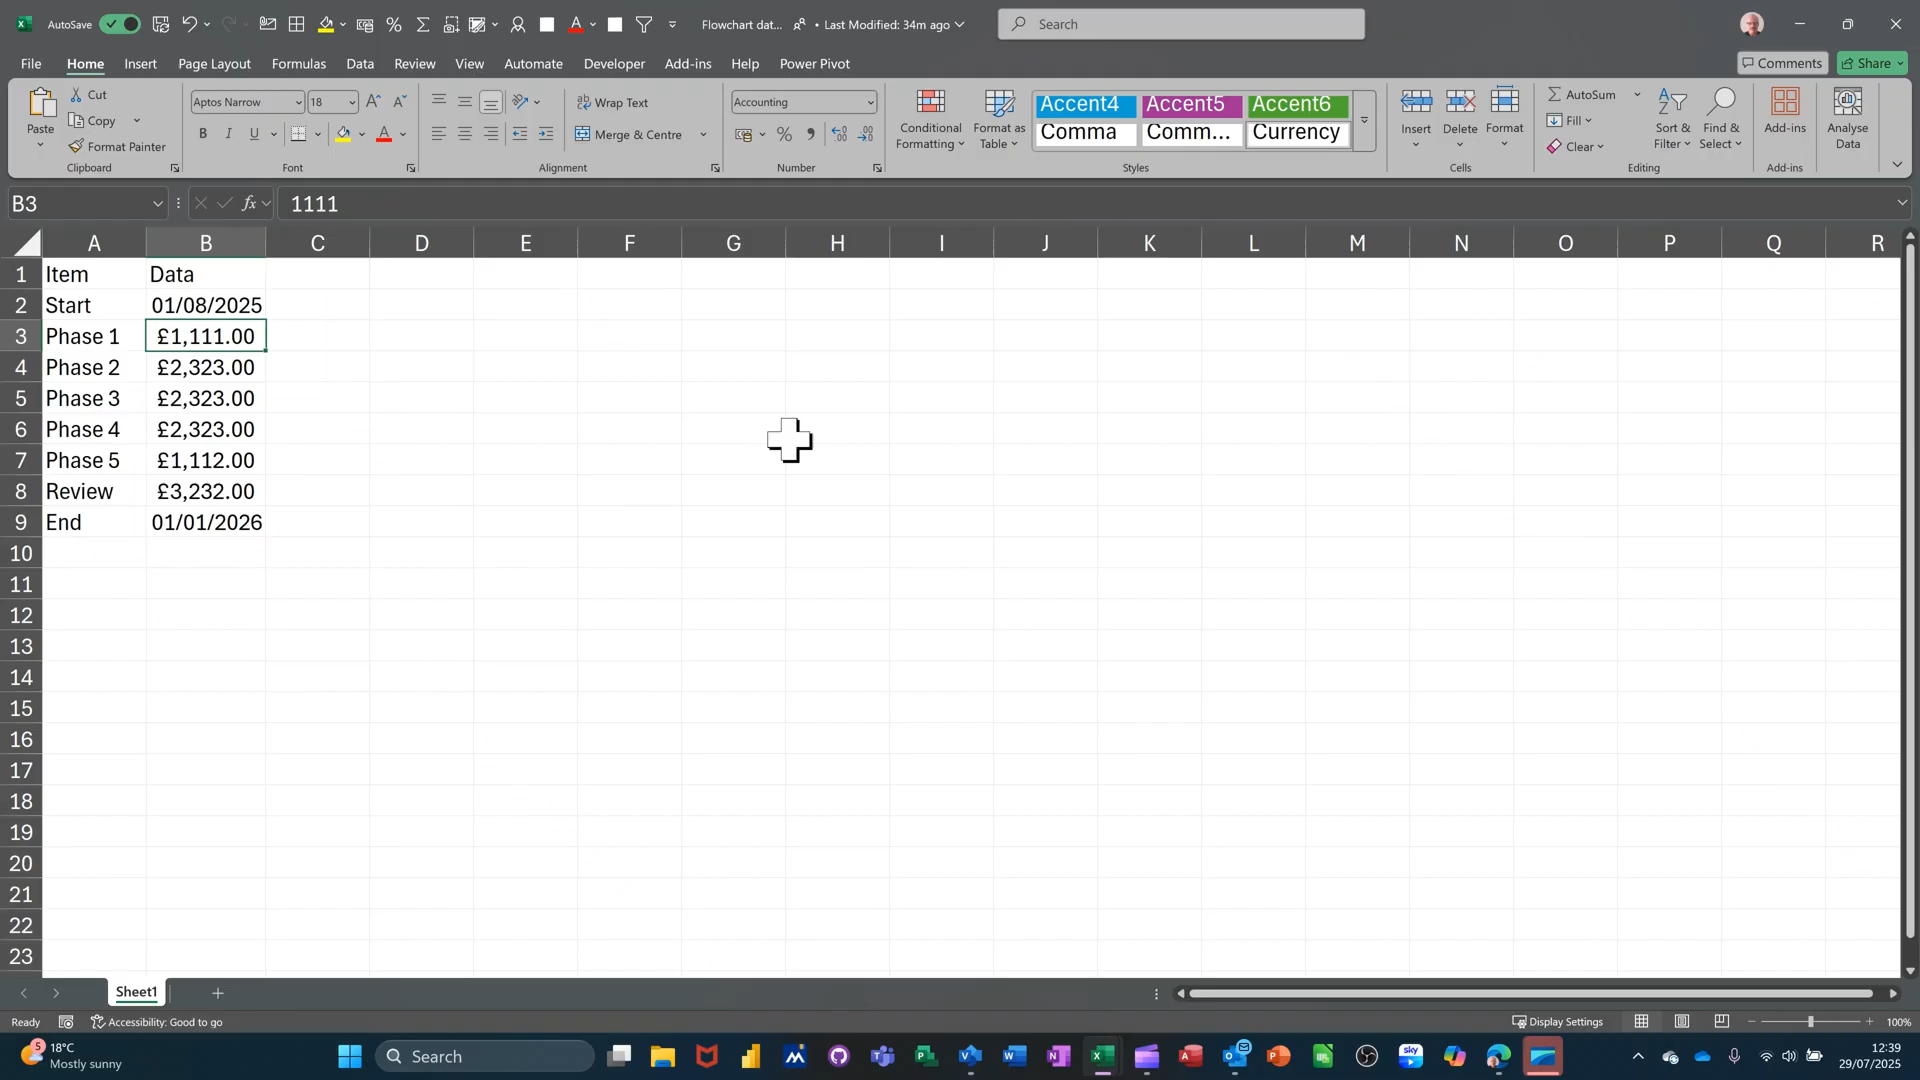 AutoSave
Flowchart dat... • Last Modified: 34m ago
Search
File Home Insert Page Layout Formulas Data Review View Automate Developer Add-ins Help Power Pivot
Comments Share
Paste
Cut
Copy
Format Painter
Clipboard
Aptos Narrow 18
B I U
Font
Wrap Text
Merge & Centre
Alignment
Accounting
Number
Conditional Formatting
Format as Table
Accent4 Accent5 Accent6
Comma Comm... Currency
Styles
Insert Delete Format
Cells
AutoSum
Fill
Clear
Sort & Filter
Find & Select
Editing
Add-ins
Add-ins
Analyse Data
B3 fx 1111
A B C D E F G H I J K L M N O P Q R
1 Item Data
2 Start 01/08/2025
3 Phase 1 £1,111.00
4 Phase 2 £2,323.00
5 Phase 3 £2,323.00
6 Phase 4 £2,323.00
7 Phase 5 £1,112.00
8 Review £3,232.00
9 End 01/01/2026
10
11
12
13
14
15
16
17
18
19
20
21
22
23
Sheet1
Ready Accessibility: Good to go Display Settings 100%
5 18°C
Mostly sunny
Search
sky
12:39
29/07/2025